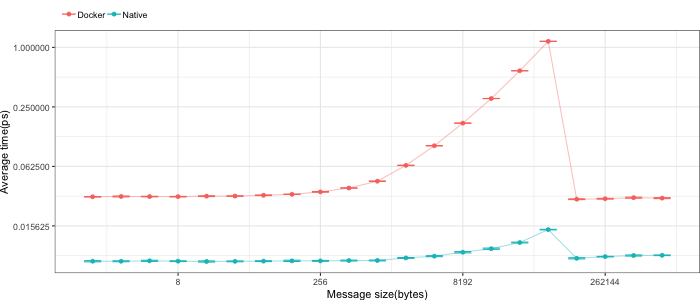 Docker Native
1.000000
0.250000
0.062500
0.015625
Average time(ps)
8 256 8192 262144
Message size(bytes)